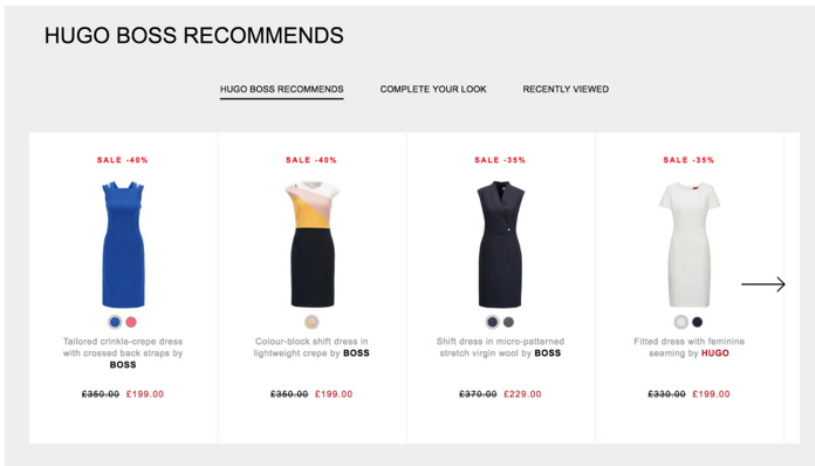 HUGO BOSS RECOMMENDS
HUGO BOSS RECOMMENDS COMPLETE YOUR LOOK RECENTLY VIEWED
SALE -40%
Tailored crinkle-crepe dress
with crossed back straps by
BOSS
£350.00 £199.00
SALE -40%
Colour-block shift dress in
lightweight crepe by BOSS
£350.00 £199.00
SALE -35%
Shift dress in micro-patterned
stretch virgin wool by BOSS
£370.00 £229.00
SALE -35%
Fitted dress with feminine
seaming by HUGO
£330.00 £199.00